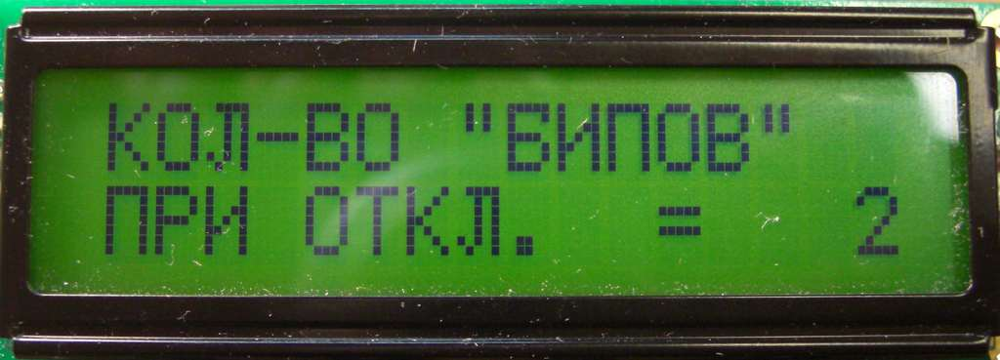 КОЛ-ВО "БИПОВ"
ПРИ ОТКЛ. = 2